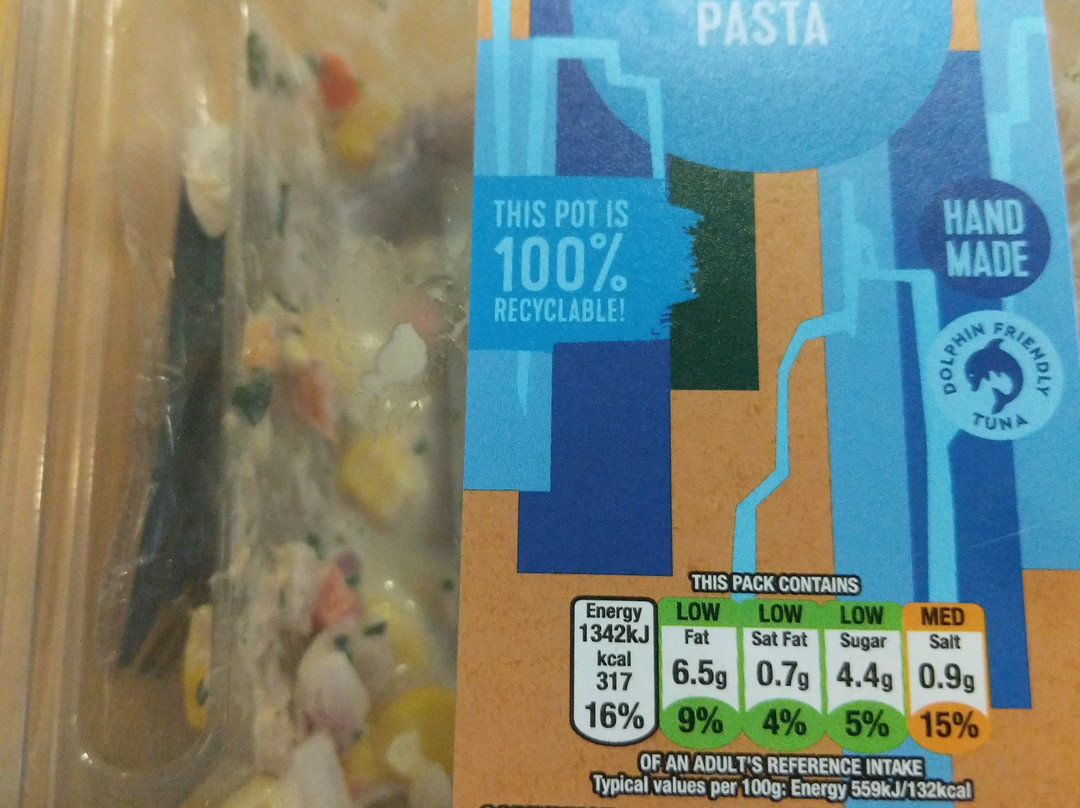 PASTA
THIS POT IS
100%
RECYCLABLE!
HAND
MADE
DOLPHIN FRIENDLY
TUNA
THIS PACK CONTAINS
Energy
1342kJ
kcal
317
16%
LOW
Fat
6.5g
9%
LOW
Sat Fat
0.7g
4%
LOW
Sugar
4.4g
5%
MED
Salt
0.9g
15%
OF AN ADULT'S REFERENCE INTAKE
Typical values per 100g: Energy 559kJ/132kcal